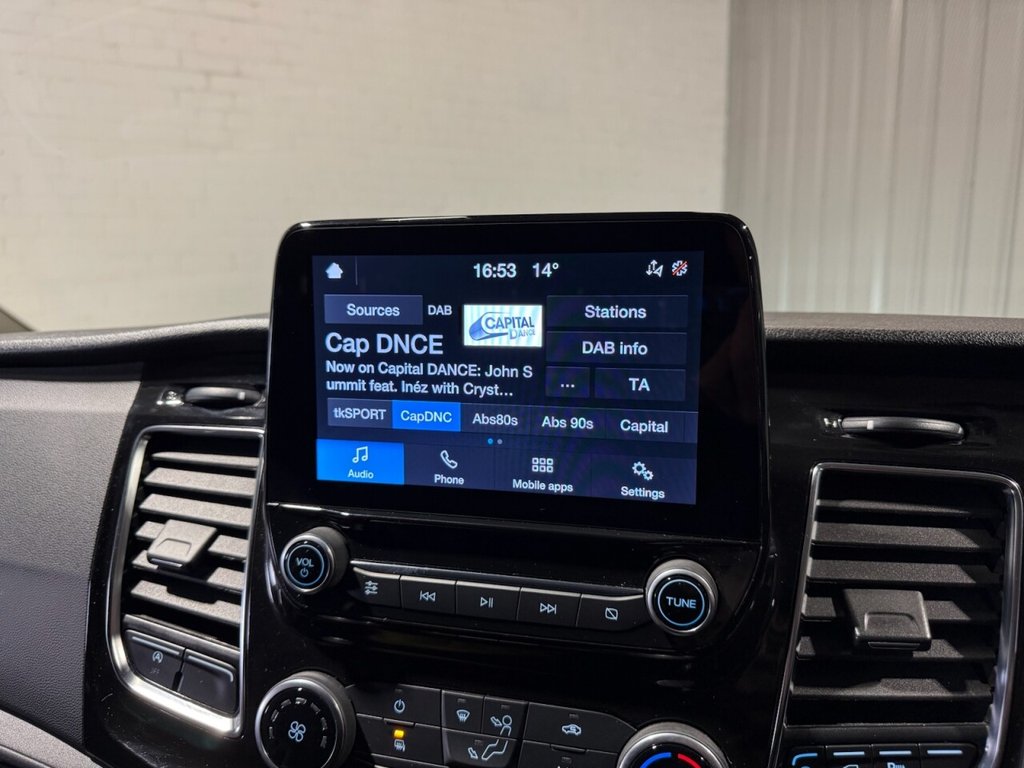 16:53 14°
Sources DAB CAPITAL DANCE Stations
Cap DNCE DAB info
Now on Capital DANCE: John S
ummit feat. Inéz with Cryst...
... TA
tkSPORT CapDNC Abs80s Abs 90s Capital
Audio Phone Mobile apps Settings
VOL
TUNE